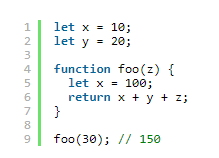 1 let x = 10;
2 let y = 20;
3
4 function foo(z) {
5   let x = 100;
6   return x + y + z;
7 }
8
9 foo(30); // 150